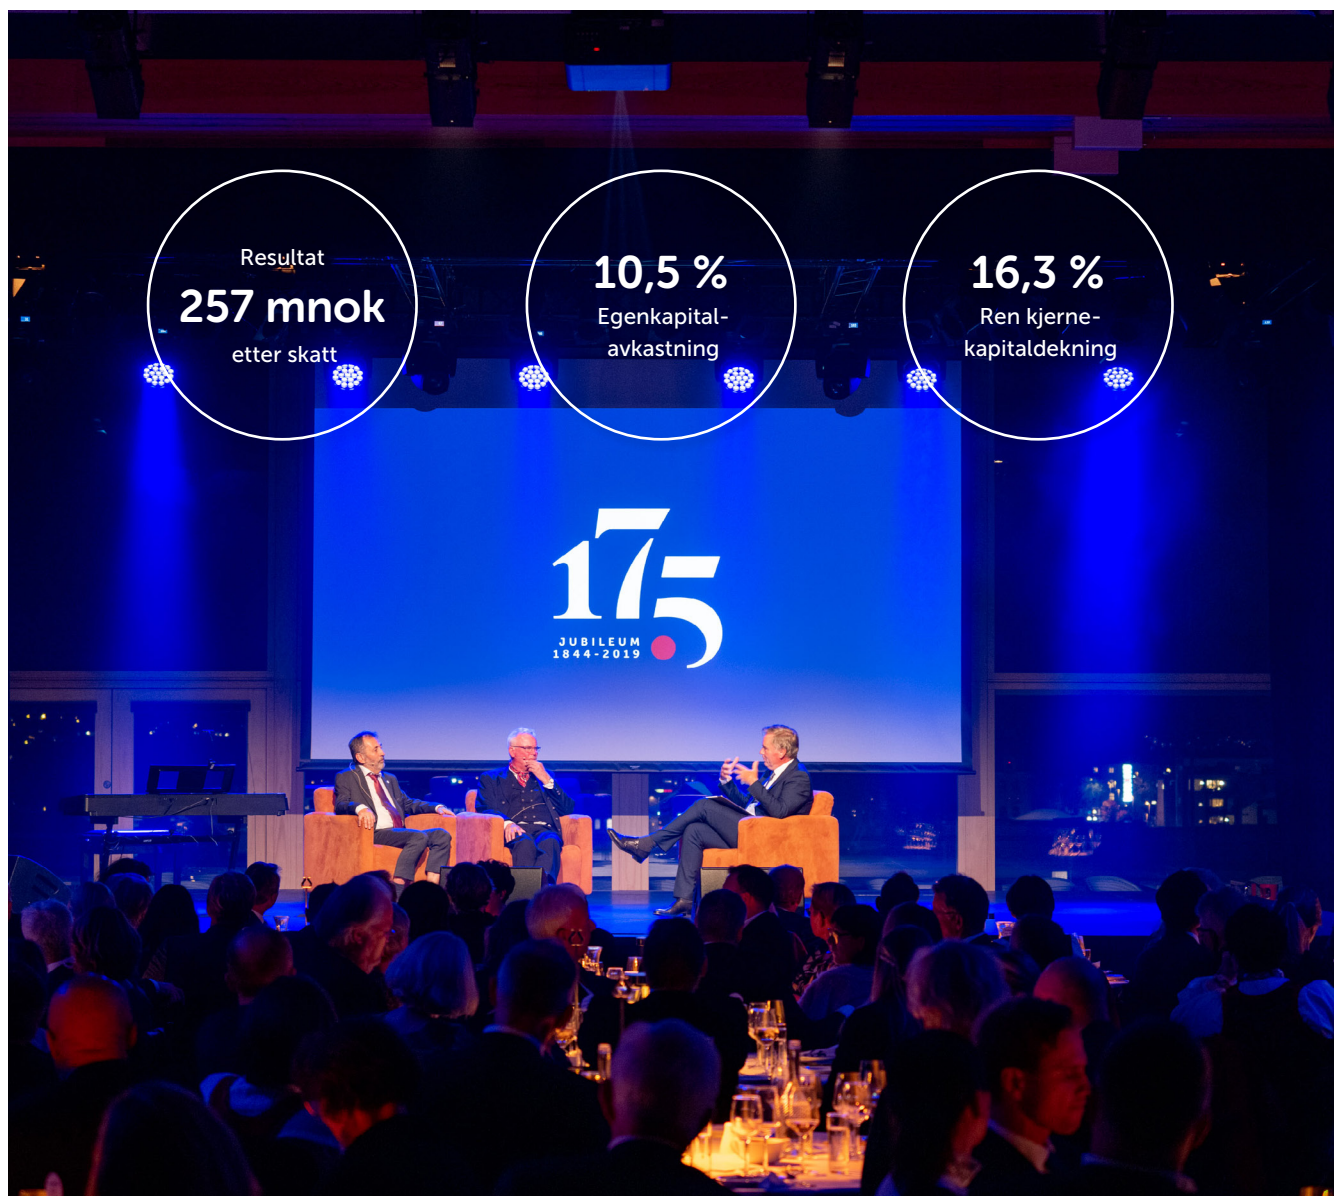 Resultat
257 mnok
etter skatt
10,5 %
Egenkapital-
avkastning
16,3 %
Ren kjerne-
kapitaldekning
175
JUBILEUM
1844-2019